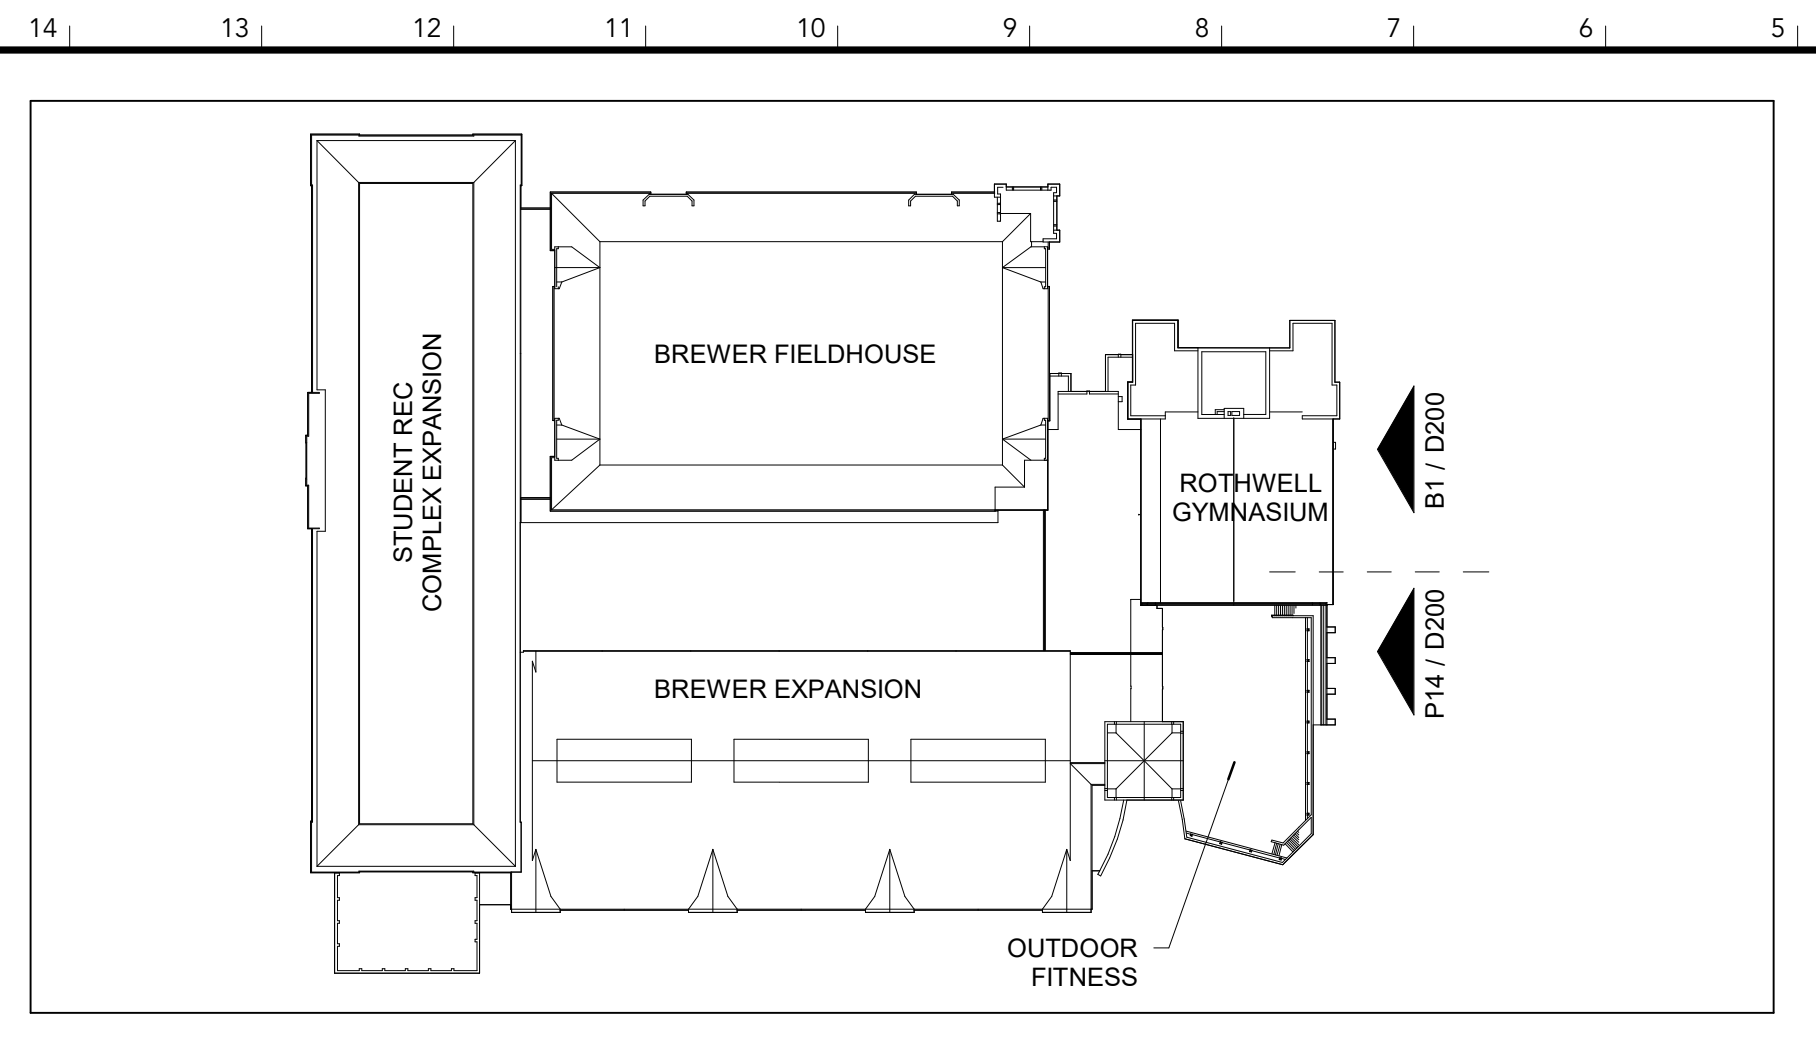 14 13 12 11 10 9 8 7 6 5
STUDENT REC
COMPLEX EXPANSION
BREWER FIELDHOUSE
ROTHWELL
GYMNASIUM
B1 / D200
P14 / D200
BREWER EXPANSION
OUTDOOR
FITNESS